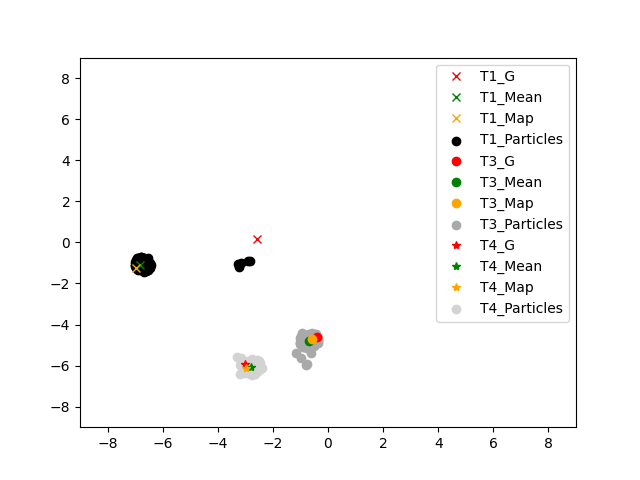 8
6
4
2
0
−2
−4
−6
−8
−8 −6 −4 −2 0 2 4 6 8
T1_G
T1_Mean
T1_Map
T1_Particles
T3_G
T3_Mean
T3_Map
T3_Particles
T4_G
T4_Mean
T4_Map
T4_Particles